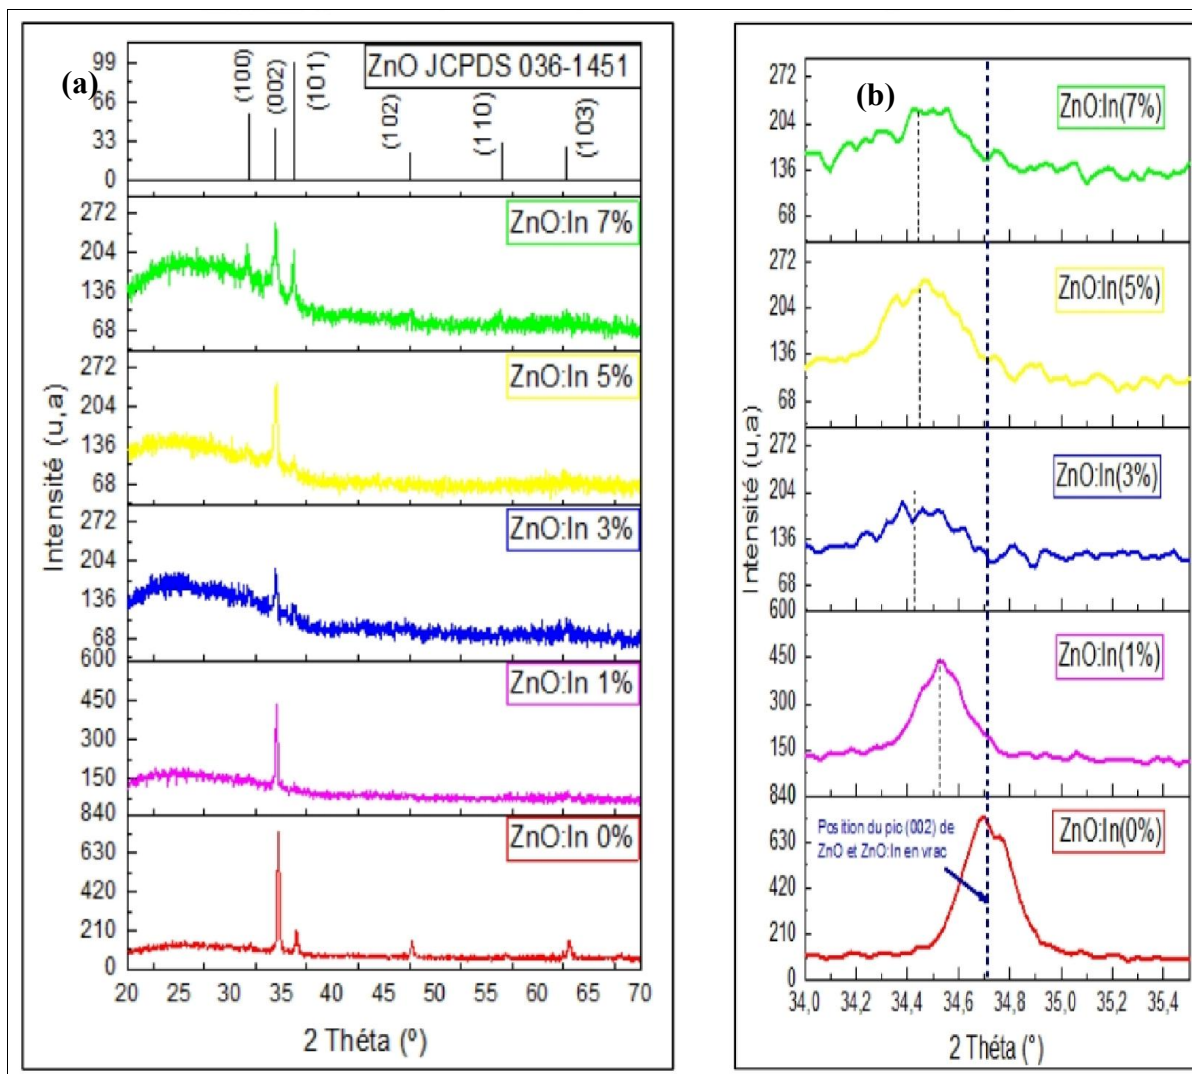 (a)
ZnO JCPDS 036-1451
(100)
(002)
(101)
(102)
(110)
(103)
99
66
33
0
ZnO:In 7%
272
204
136
68
ZnO:In 5%
272
204
136
68
ZnO:In 3%
272
204
136
68
ZnO:In 1%
600
450
300
150
ZnO:In 0%
840
630
420
210
0
20 25 30 35 40 45 50 55 60 65 70
Intensité (u,a)
2 Théta (º)
(b)
ZnO:In(7%)
272
204
136
68
ZnO:In(5%)
272
204
136
68
ZnO:In(3%)
272
204
136
68
ZnO:In(1%)
600
450
300
150
ZnO:In(0%)
840
630
420
210
0
Position du pic (002) de
ZnO et ZnO:In en vrac
34,0 34,2 34,4 34,6 34,8 35,0 35,2 35,4
Intensité (u,a)
2 Théta (°)